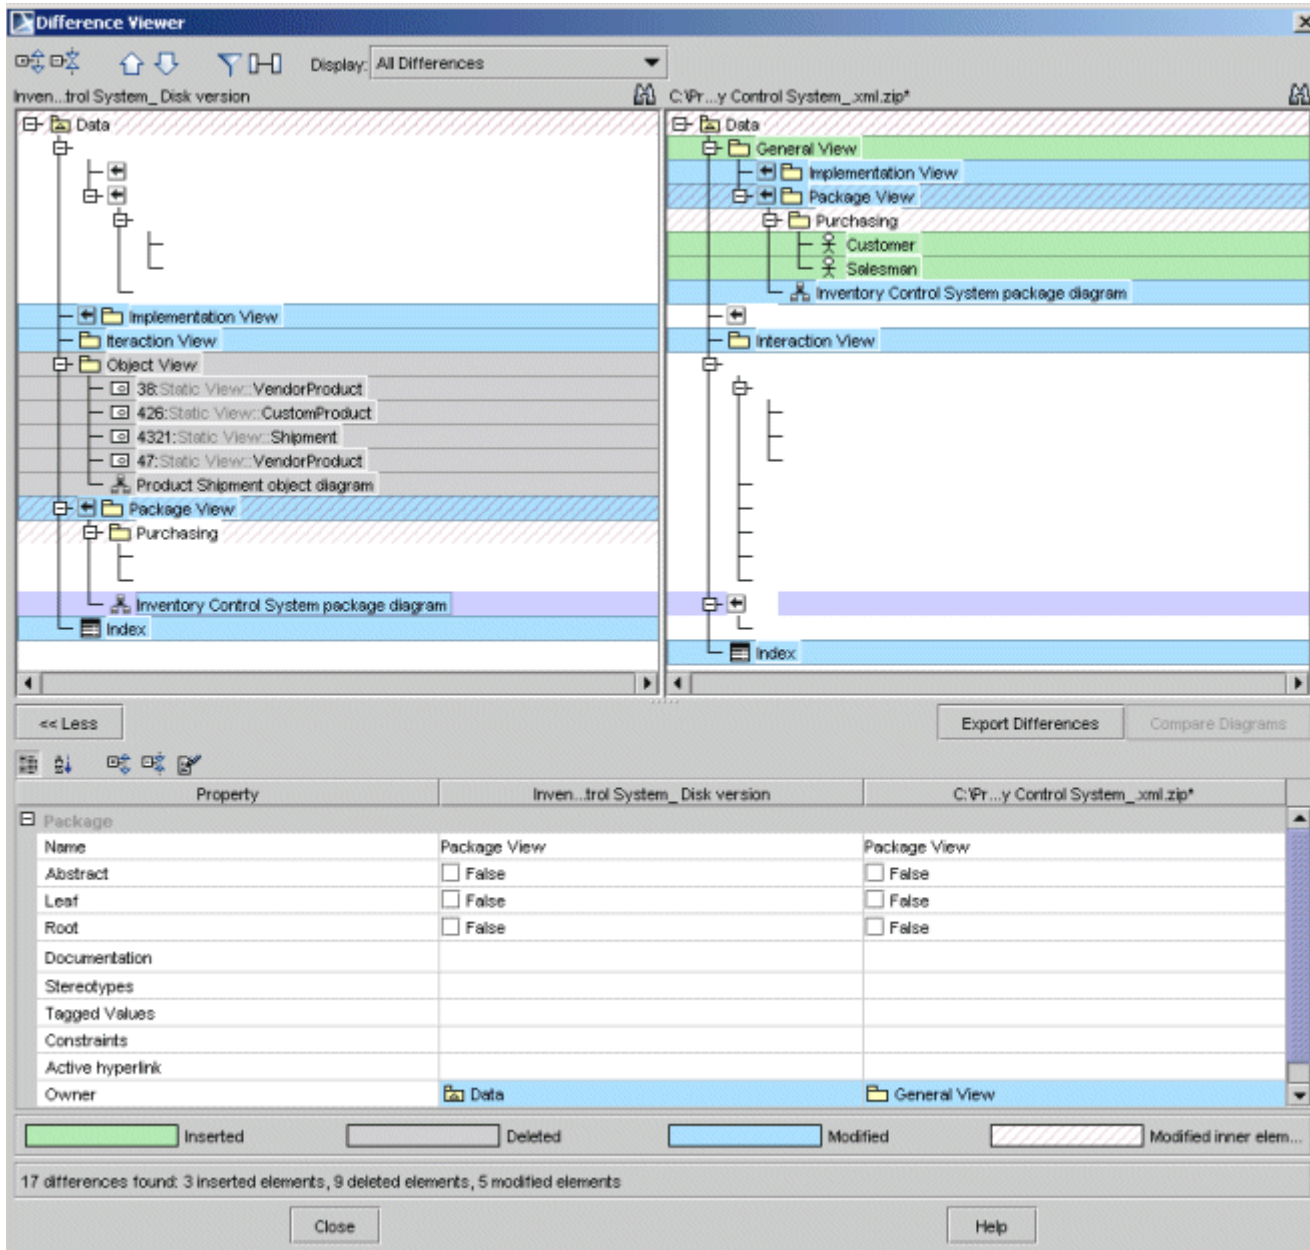 Difference Viewer
Display: All Differences
Inven...trol System_ Disk version
C:\Pr...y Control System_.xml.zip*
Data
Implementation View
Iteraction View
Object View
38:Static View::VendorProduct
426:Static View::CustomProduct
4321:Static View::Shipment
47:Static View::VendorProduct
Product Shipment object diagram
Package View
Purchasing
Inventory Control System package diagram
Index
Data
General View
Implementation View
Package View
Purchasing
Customer
Salesman
Inventory Control System package diagram
Interaction View
Index
<< Less
Export Differences
Compare Diagrams
Property Inven...trol System_ Disk version C:\Pr...y Control System_.xml.zip*
Package
Name Package View Package View
Abstract False False
Leaf False False
Root False False
Documentation
Stereotypes
Tagged Values
Constraints
Active hyperlink
Owner Data General View
Inserted Deleted Modified Modified inner elem...
17 differences found: 3 inserted elements, 9 deleted elements, 5 modified elements
Close Help